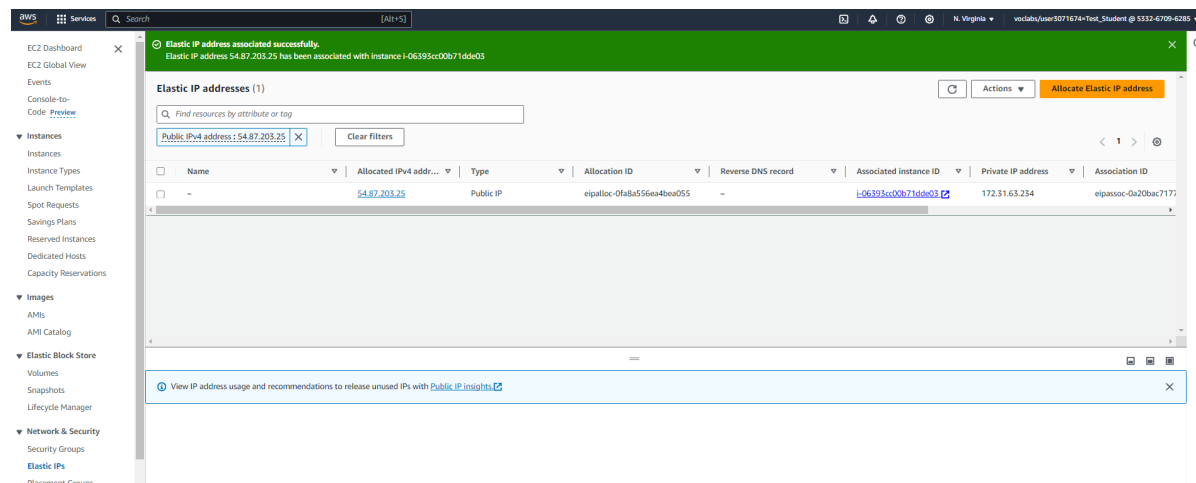 aws
Services
Search
[Alt+S]
N. Virginia
voclabs/user3071674=Test_Student @ 5332-6709-6285
EC2 Dashboard
EC2 Global View
Events
Console-to-
Code Preview
Instances
Instances
Instance Types
Launch Templates
Spot Requests
Savings Plans
Reserved Instances
Dedicated Hosts
Capacity Reservations
Images
AMIs
AMI Catalog
Elastic Block Store
Volumes
Snapshots
Lifecycle Manager
Network & Security
Security Groups
Elastic IPs
Placement Groups
Elastic IP address associated successfully.
Elastic IP address 54.87.203.25 has been associated with instance i-06393cc00b71dde03
Elastic IP addresses (1)
Actions
Allocate Elastic IP address
Find resources by attribute or tag
Public IPv4 address : 54.87.203.25
Clear filters
1
Name Allocated IPv4 addr... Type Allocation ID Reverse DNS record Associated instance ID Private IP address Association ID
– 54.87.203.25 Public IP eipalloc-0fa8a556ea4bea055 – i-06393cc00b71dde03 172.31.63.234 eipassoc-0a20bac7177
View IP address usage and recommendations to release unused IPs with Public IP insights.